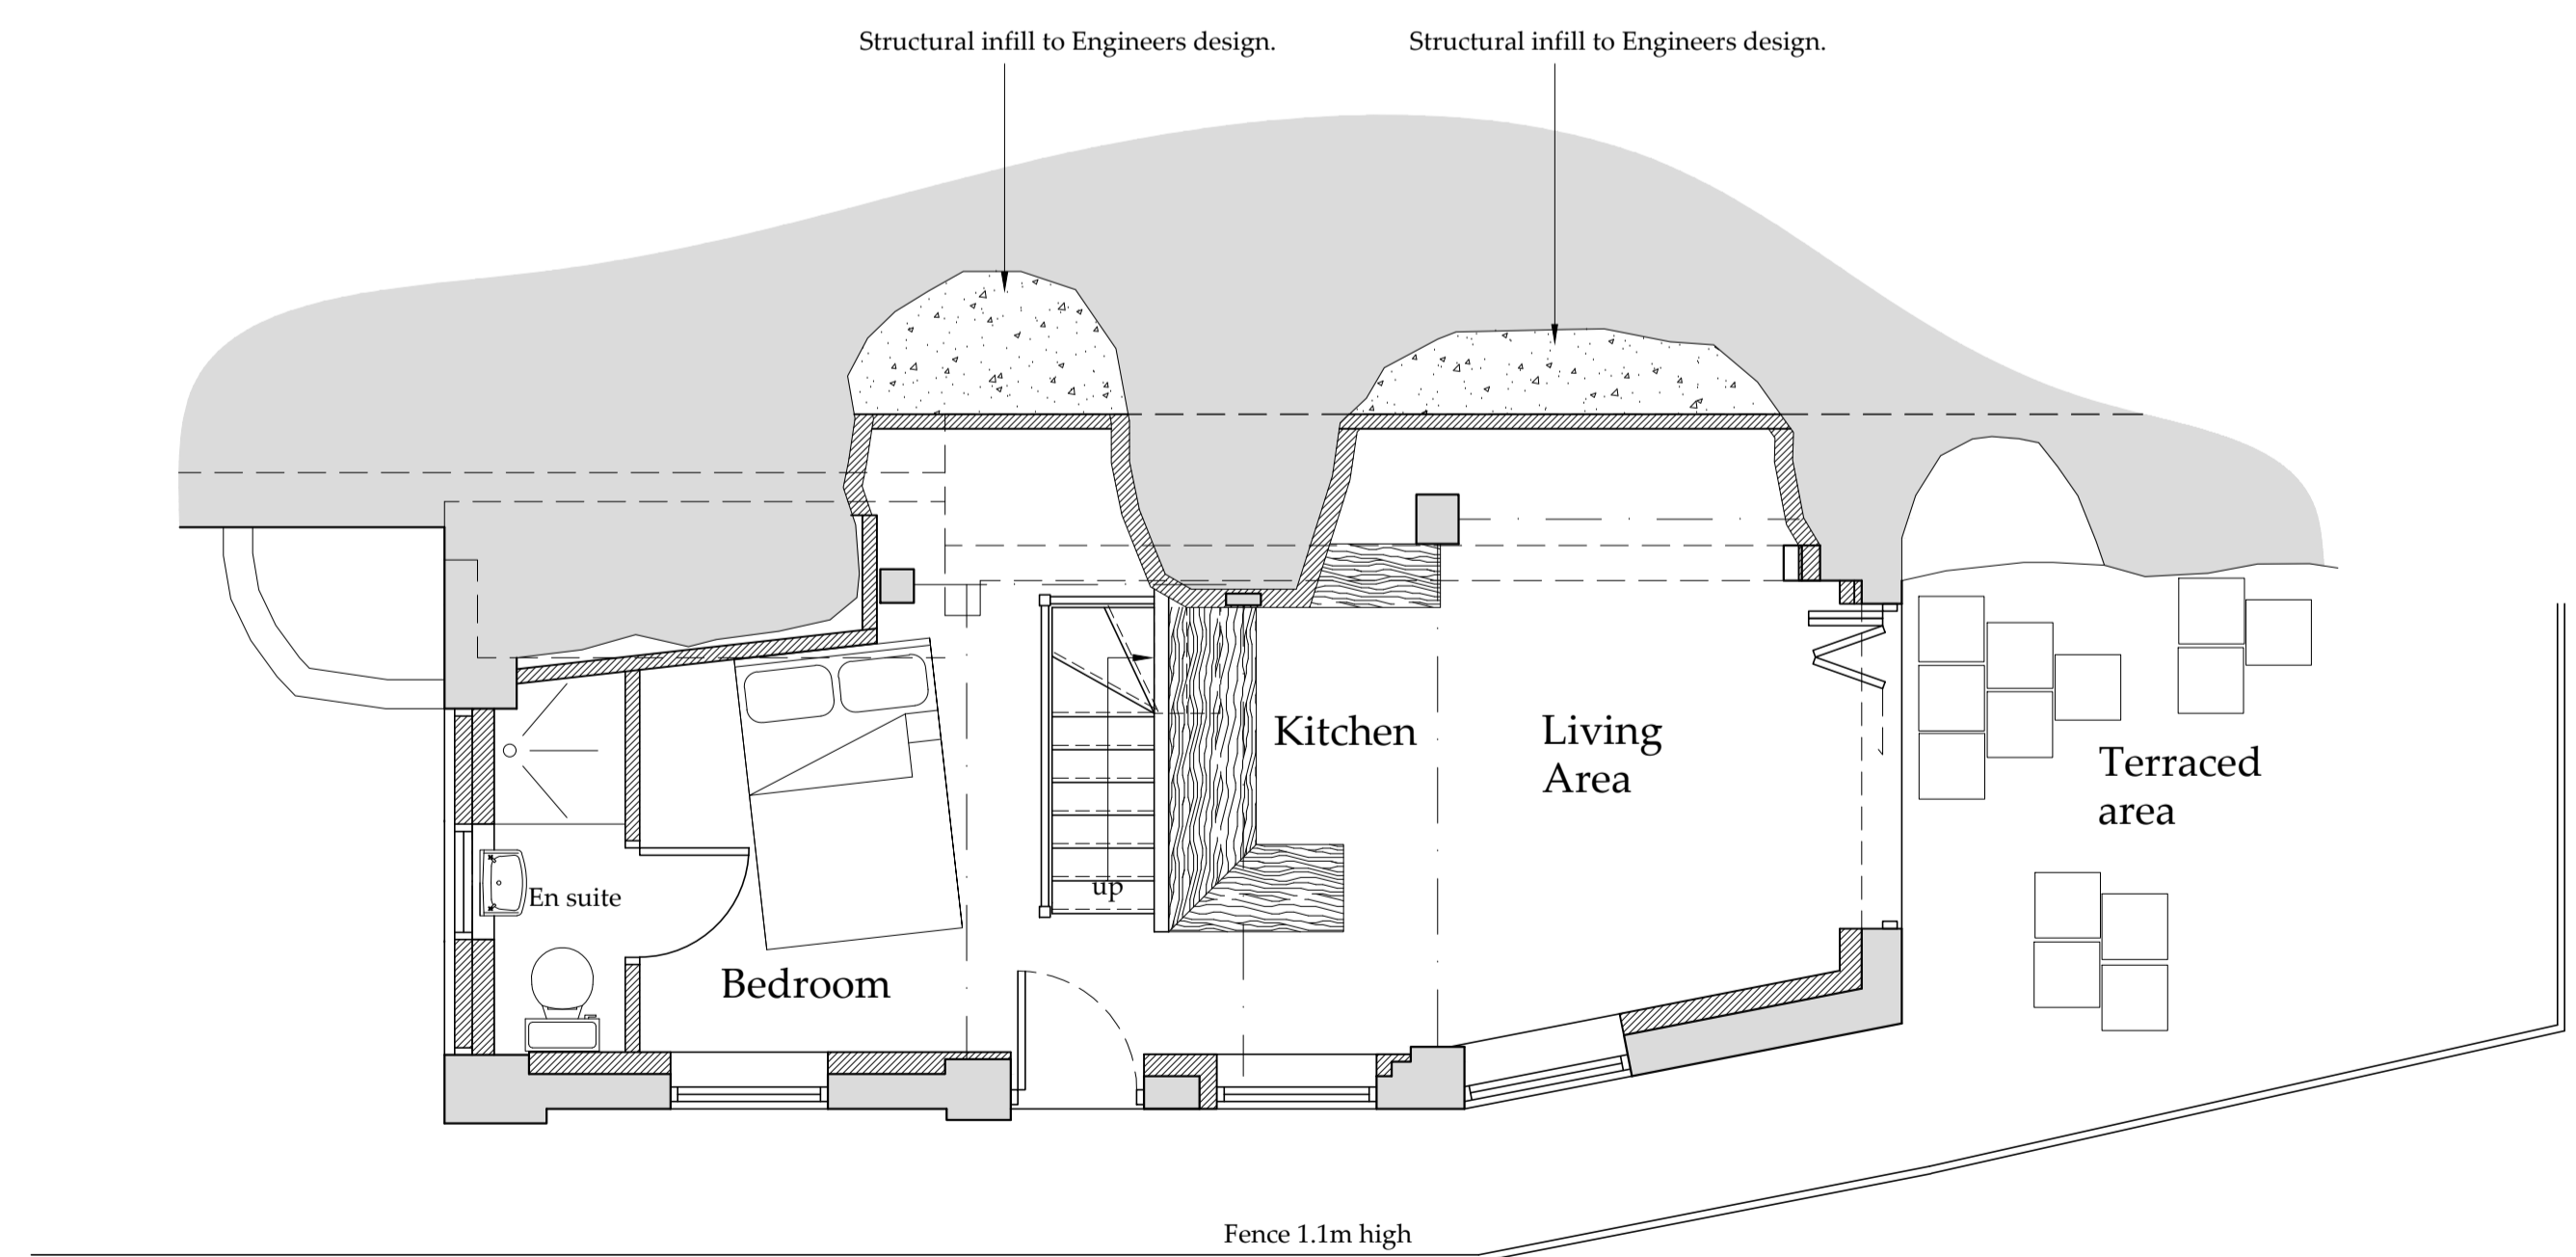 Structural infill to Engineers design.
Structural infill to Engineers design.
Kitchen
Living
Area
Terraced
area
up
En suite
Bedroom
Fence 1.1m high